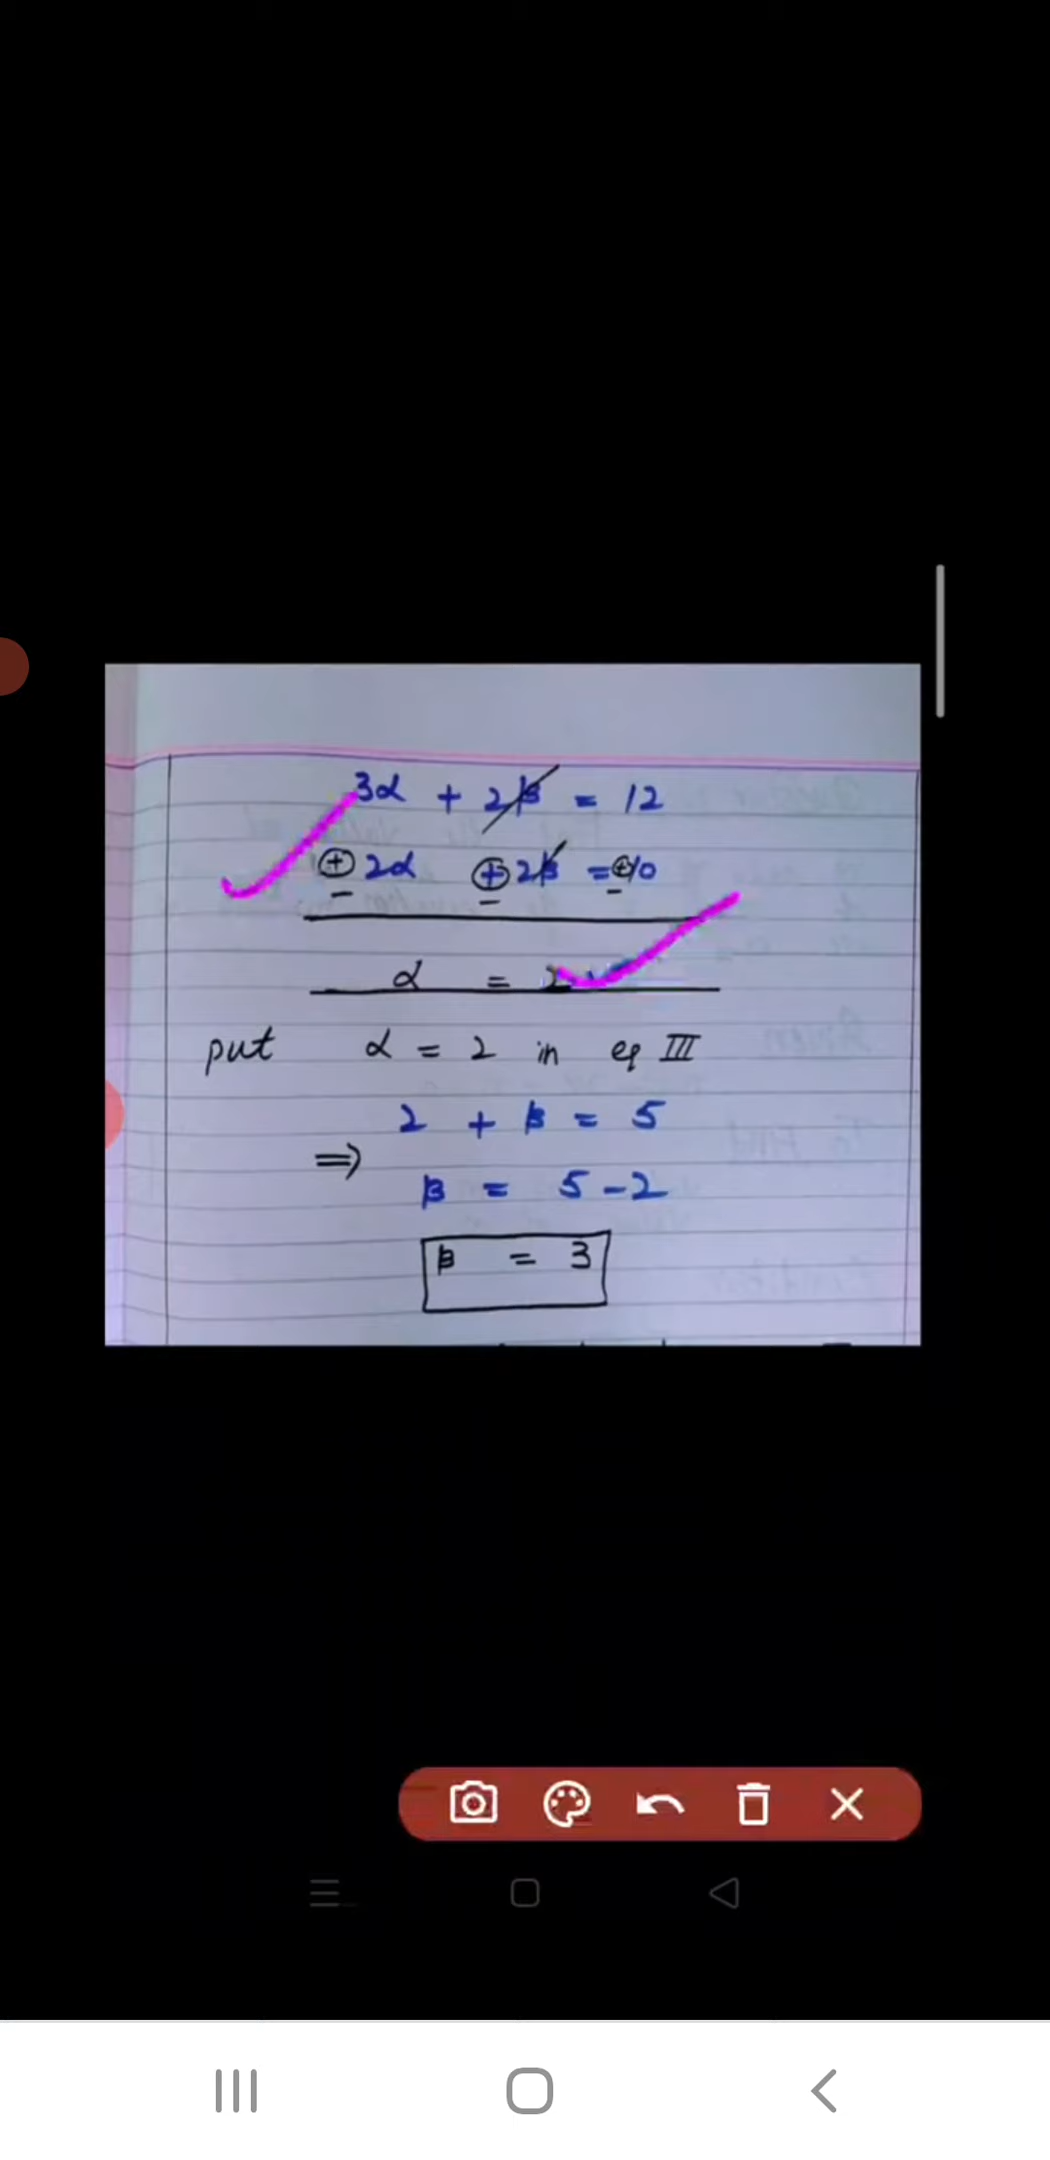 3α + 2β = 12
⊕ 2α ⊕ 2β = ⊕10
− − −
α = 2
put α = 2 in eq III
2 + β = 5
⇒
β = 5 - 2
β = 3